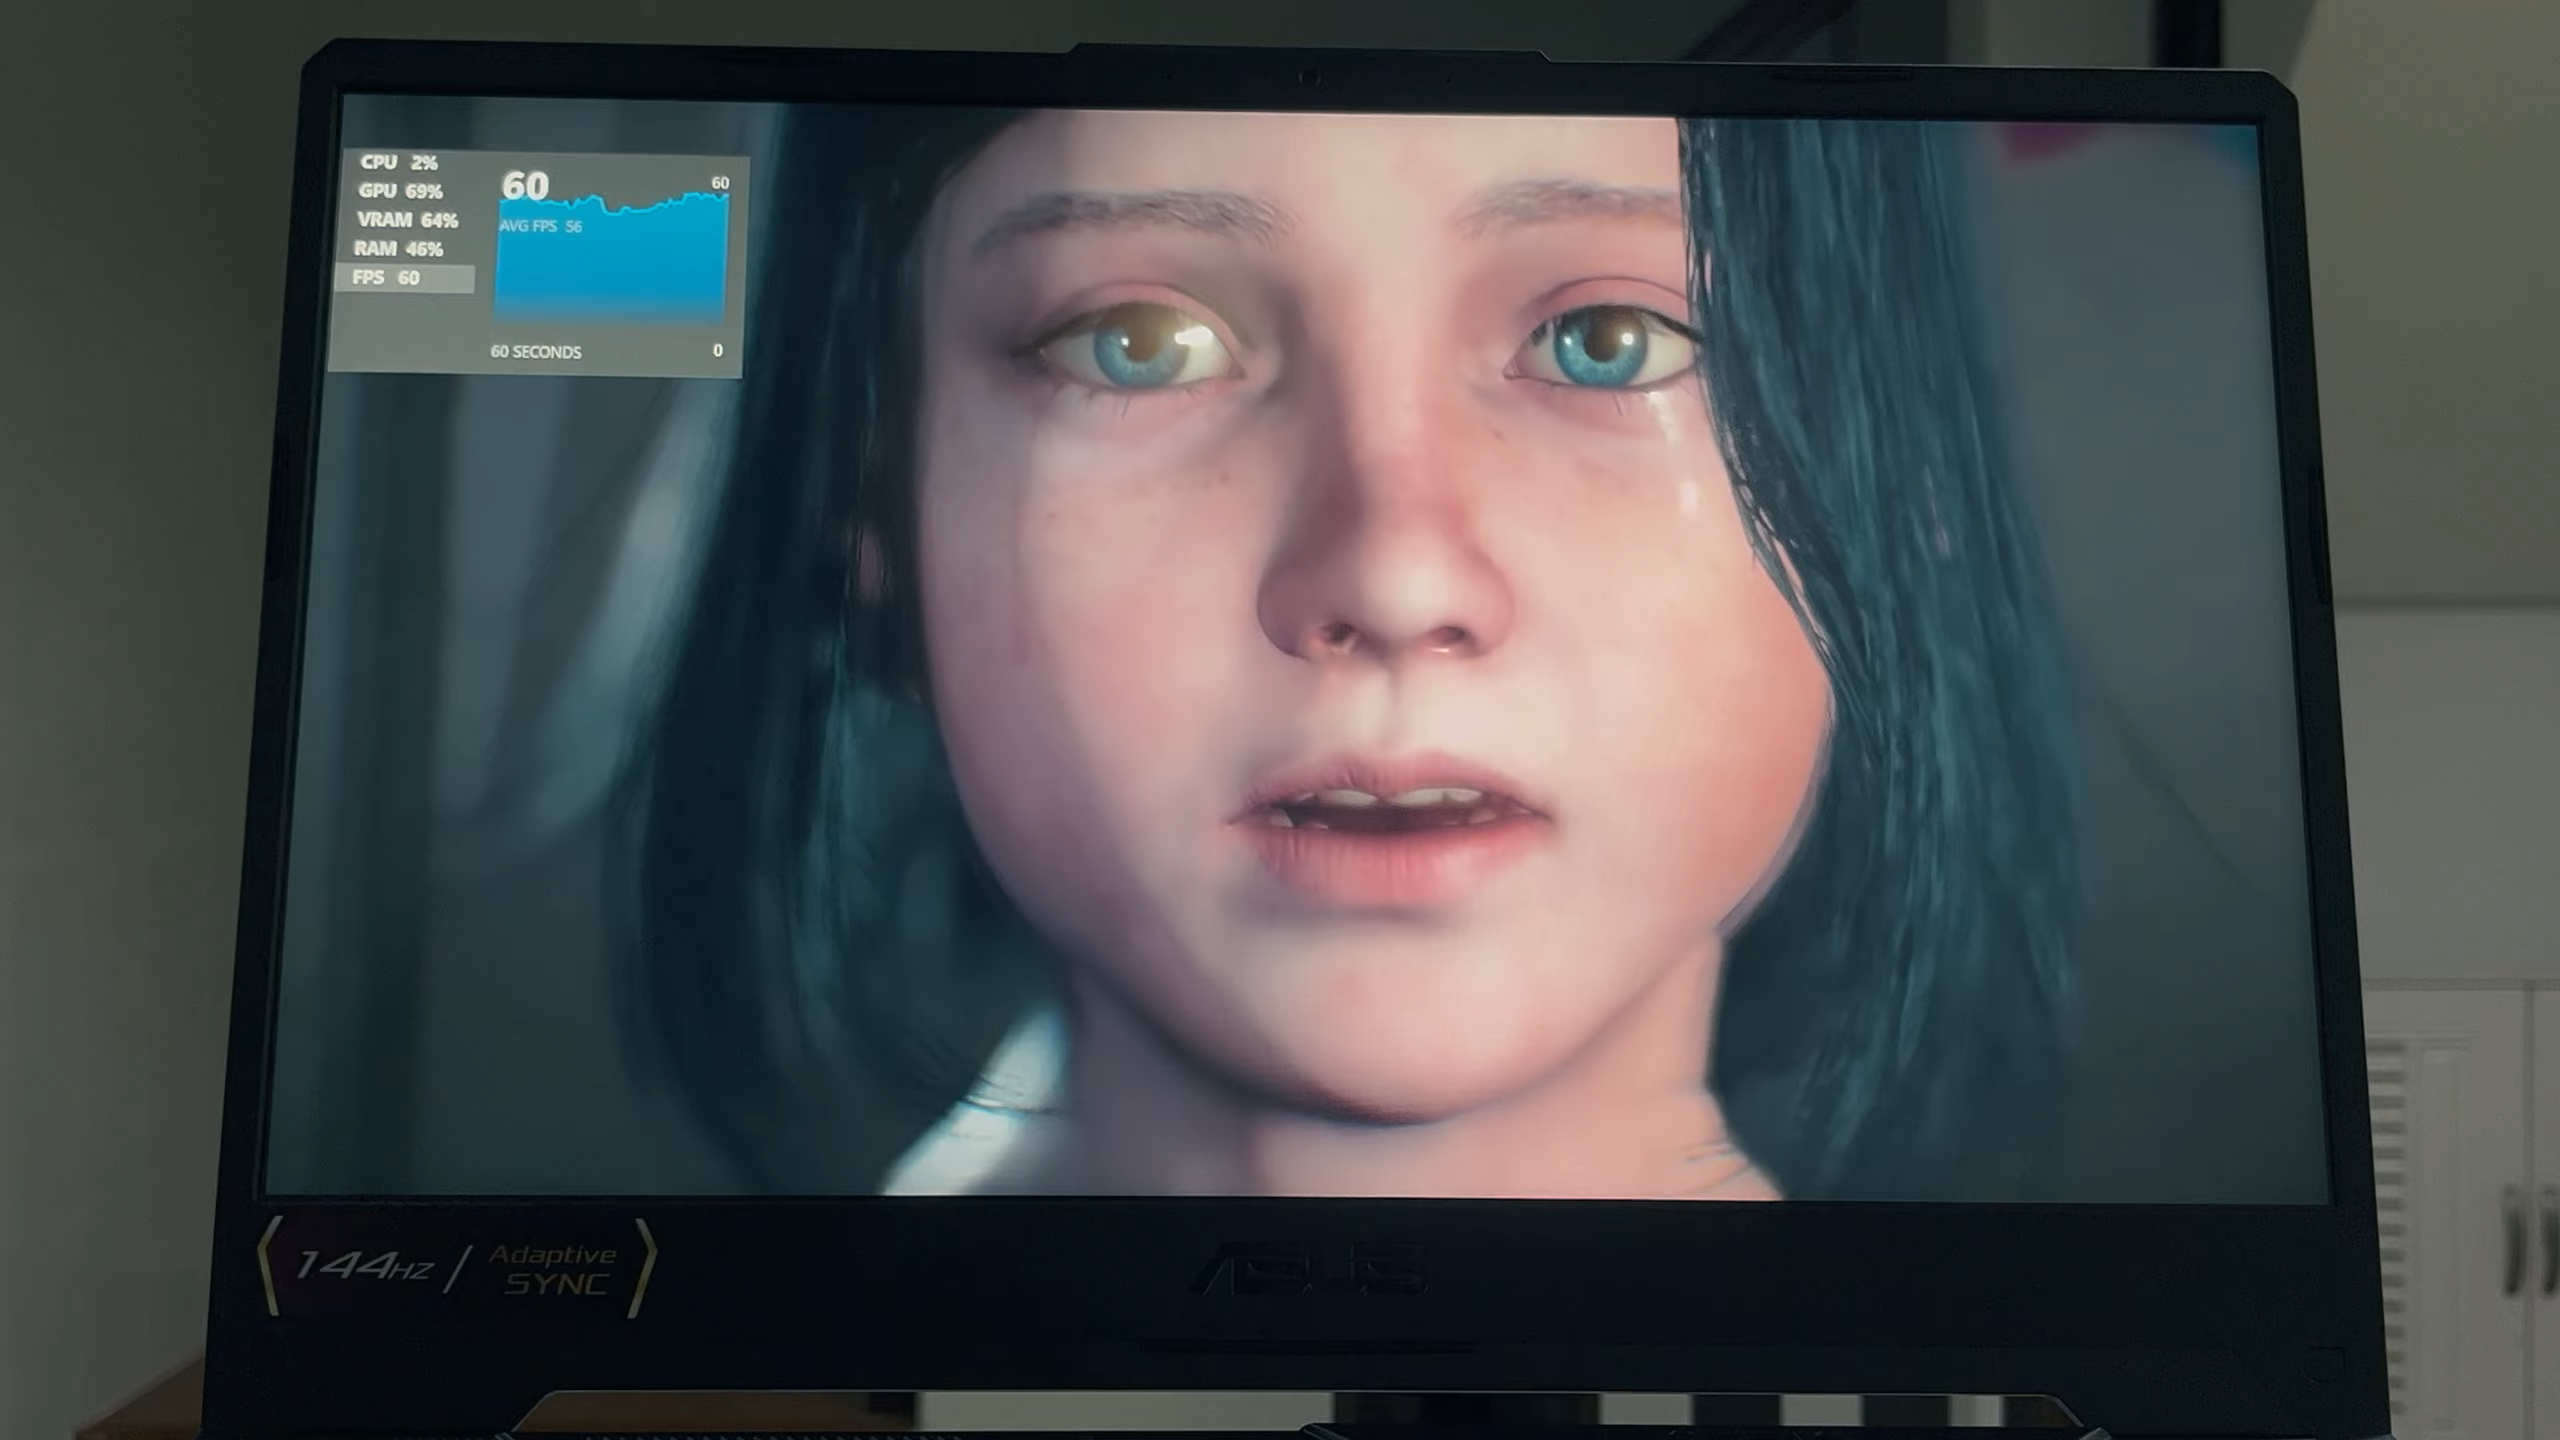 CPU 2%
GPU 69%
VRAM 64%
RAM 46%
FPS 60
60
60
AVG FPS 56
60 SECONDS
0
144HZ / Adaptive
SYNC
ASUS